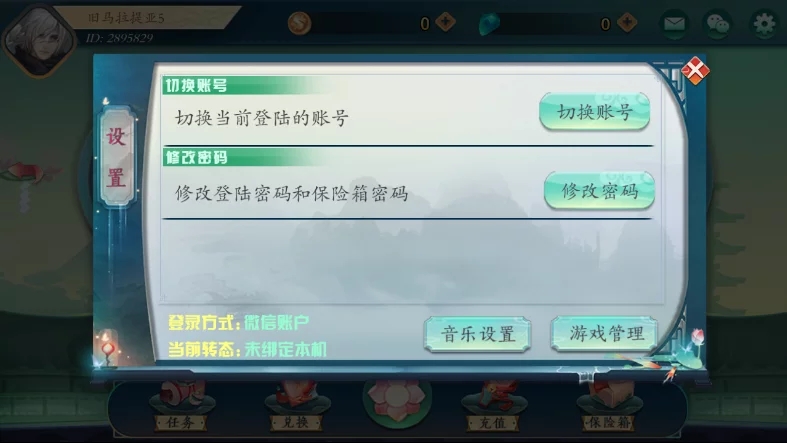 旧马拉提亚5
ID: 2895829
0
0
设置
切换账号
切换当前登陆的账号
切换账号
修改密码
修改登陆密码和保险箱密码
修改密码
登录方式:微信账户
当前转态:未绑定本机
音乐设置
游戏管理
任务
兑换
充值
保险箱